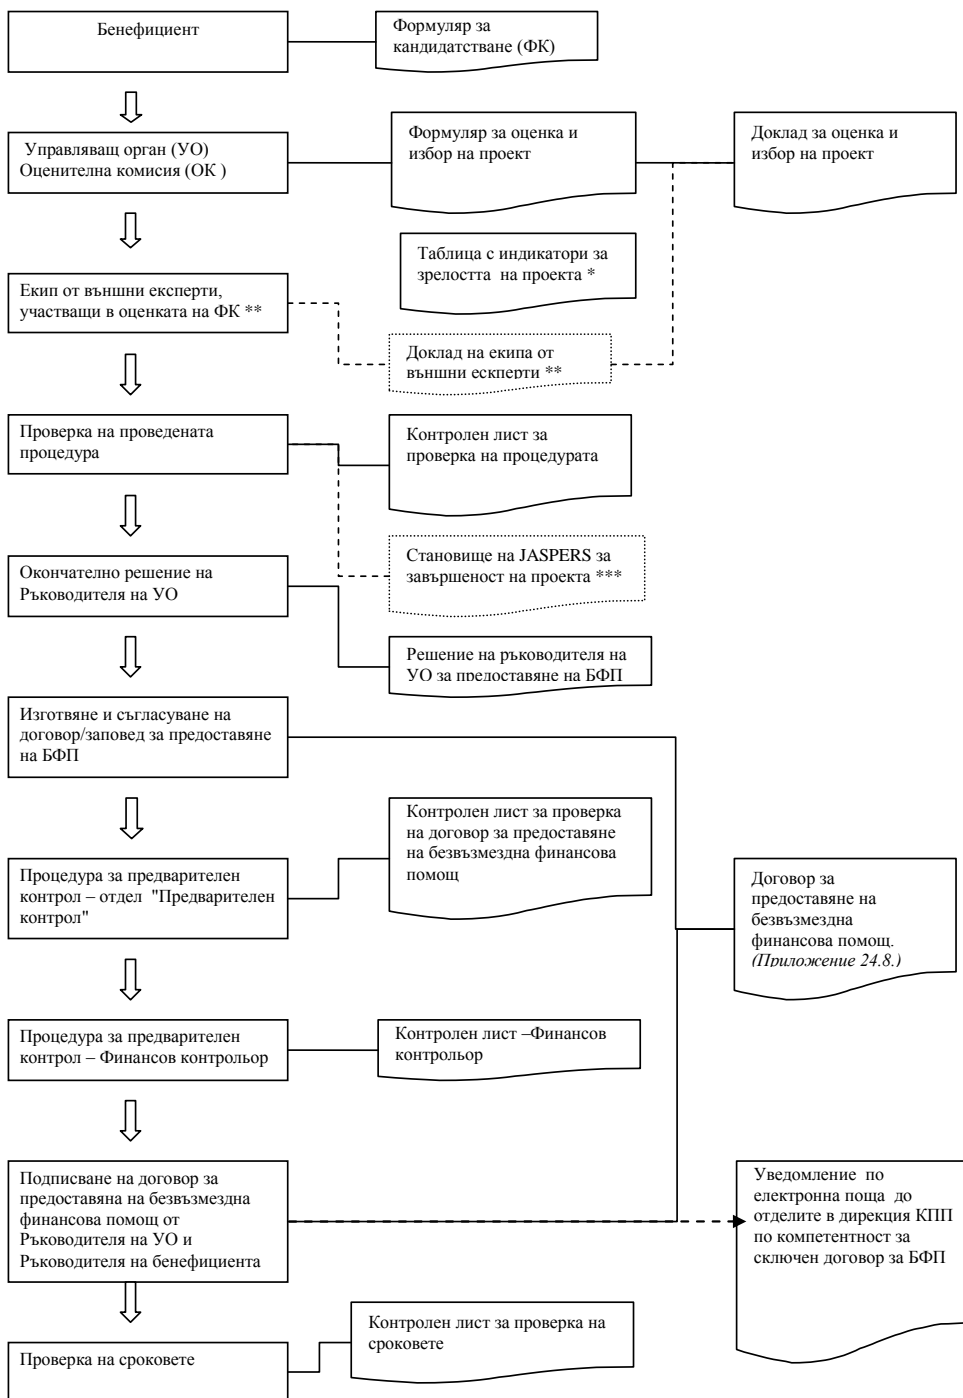 Бенефициент
Формуляр за
кандидатстване (ФК)
Управляващ орган (УО)
Оценителна комисия (ОК )
Формуляр за оценка и
избор на проект
Доклад за оценка и
избор на проект
Таблица с индикатори за
зрелостта на проекта *
Екип от външни експерти,
участващи в оценката на ФК **
Доклад на екипа от
външни ескперти **
Проверка на проведената
процедура
Контролен лист за
проверка на процедурата
Становище на JASPERS за
завършеност на проекта ***
Окончателно решение на
Ръководителя на УО
Решение на ръководителя на
УО за предоставяне на БФП
Изготвяне и съгласуване на
договор/заповед за предоставяне
на БФП
Контролен лист за проверка
на договор за предоставяне
на безвъзмездна финансова
помощ
Процедура за предварителен
контрол – отдел "Предварителен
контрол"
Договор за
предоставяне на
безвъзмездна
финансова помощ.
(Приложение 24.8.)
Процедура за предварителен
контрол – Финансов контрольор
Контролен лист –Финансов
контрольор
Подписване на договор за
предоставяна на безвъзмездна
финансова помощ от
Ръководителя на УО и
Ръководителя на бенефициента
Уведомление по
електронна поща до
отделите в дирекция КПП
по компетентност за
сключен договор за БФП
Проверка на сроковете
Контролен лист за проверка на
сроковете